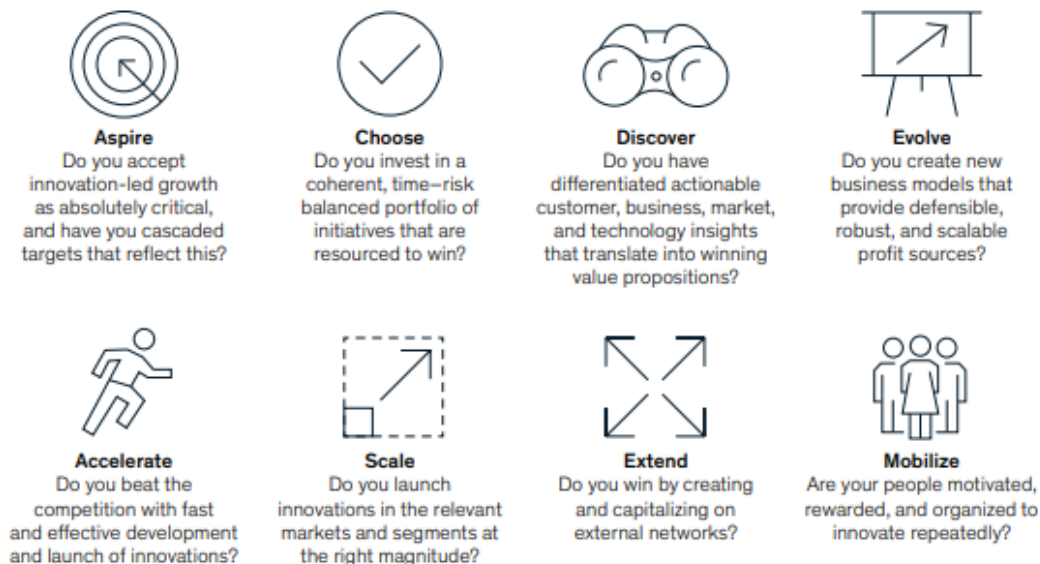 Aspire
Do you accept
innovation-led growth
as absolutely critical,
and have you cascaded
targets that reflect this?
Choose
Do you invest in a
coherent, time–risk
balanced portfolio of
initiatives that are
resourced to win?
Discover
Do you have
differentiated actionable
customer, business, market,
and technology insights
that translate into winning
value propositions?
Evolve
Do you create new
business models that
provide defensible,
robust, and scalable
profit sources?
Accelerate
Do you beat the
competition with fast
and effective development
and launch of innovations?
Scale
Do you launch
innovations in the relevant
markets and segments at
the right magnitude?
Extend
Do you win by creating
and capitalizing on
external networks?
Mobilize
Are your people motivated,
rewarded, and organized to
innovate repeatedly?